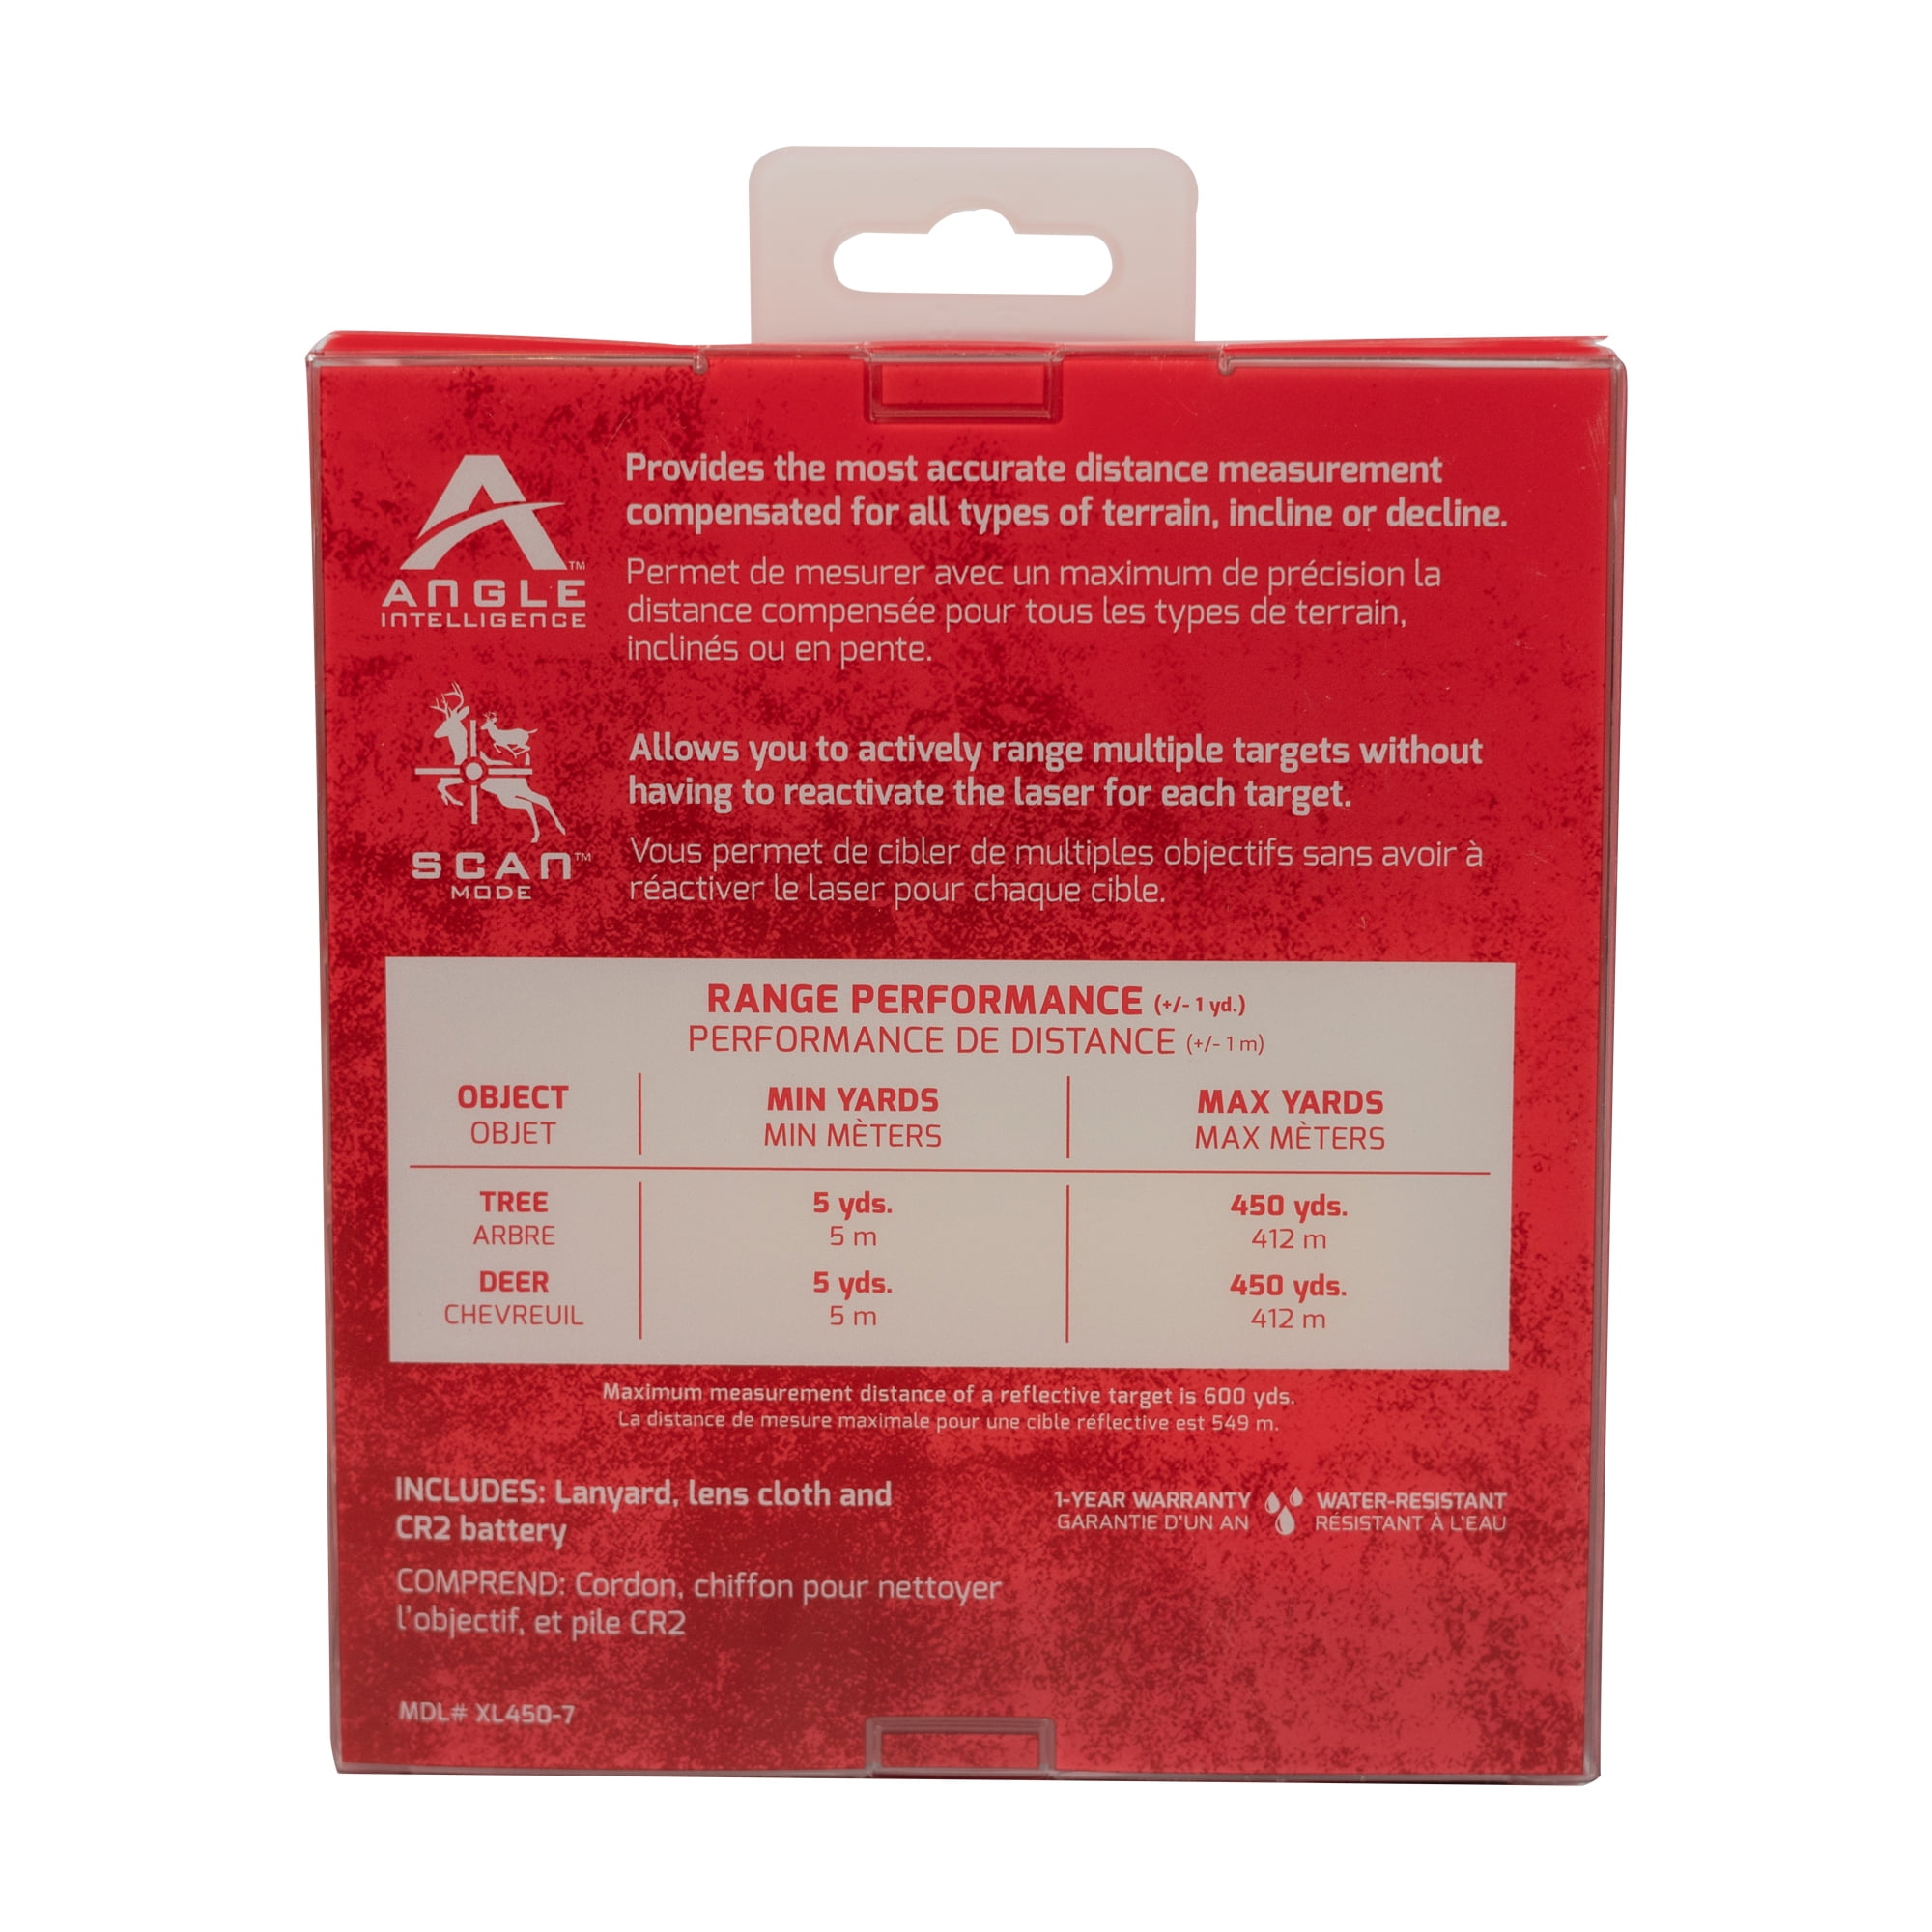 ANGLE™
INTELLIGENCE
Provides the most accurate distance measurement
compensated for all types of terrain, incline or decline.
Permet de mesurer avec un maximum de précision la
distance compensée pour tous les types de terrain,
inclinés ou en pente.
SCAN™
MODE
Allows you to actively range multiple targets without
having to reactivate the laser for each target.
Vous permet de cibler de multiples objectifs sans avoir à
réactiver le laser pour chaque cible.
RANGE PERFORMANCE (+/- 1 yd.)
PERFORMANCE DE DISTANCE (+/- 1 m)
OBJECT MIN YARDS MAX YARDS
OBJET MIN MÈTERS MAX MÈTERS
TREE 5 yds. 450 yds.
ARBRE 5 m 412 m
DEER 5 yds. 450 yds.
CHEVREUIL 5 m 412 m
Maximum measurement distance of a reflective target is 600 yds.
La distance de mesure maximale pour une cible réflective est 549 m.
INCLUDES: Lanyard, lens cloth and
CR2 battery
COMPREND: Cordon, chiffon pour nettoyer
l'objectif, et pile CR2
1-YEAR WARRANTY WATER-RESISTANT
GARANTIE D'UN AN RÉSISTANT À L'EAU
MDL# XL450-7